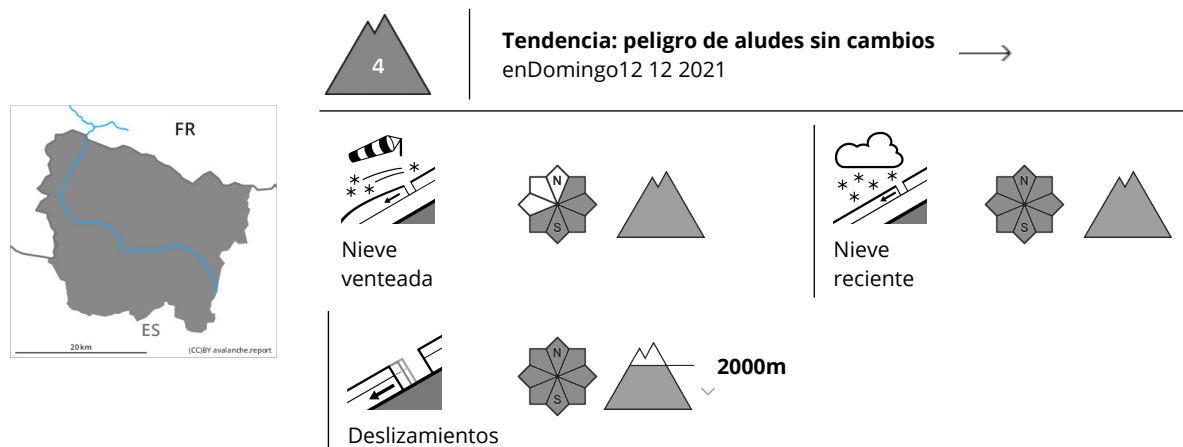 4
Tendencia: peligro de aludes sin cambios
enDomingo12 12 2021
FR
ES
20 km
(CC)BY avalanche.report
N
S
Nieve
venteada
N
S
Nieve
reciente
N
S
2000m
Deslizamientos